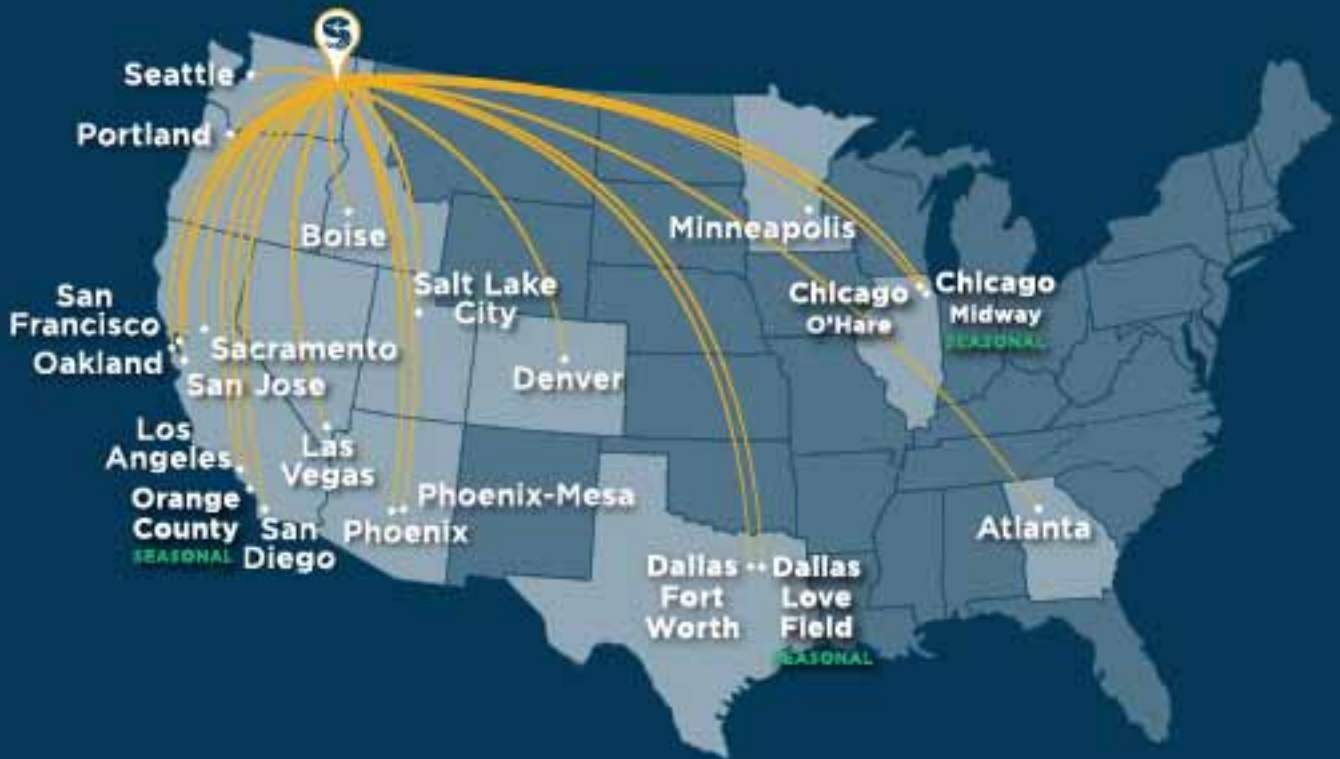 S
Seattle
Portland
Boise
Minneapolis
Salt Lake
City
Chicago
O'Hare
Chicago
Midway
SEASONAL
San
Francisco
Oakland
Sacramento
San Jose
Denver
Los
Angeles
Las
Vegas
Orange
County
SEASONAL
San
Diego
Phoenix
Phoenix-Mesa
Atlanta
Dallas
Fort
Worth
Dallas
Love
Field
SEASONAL